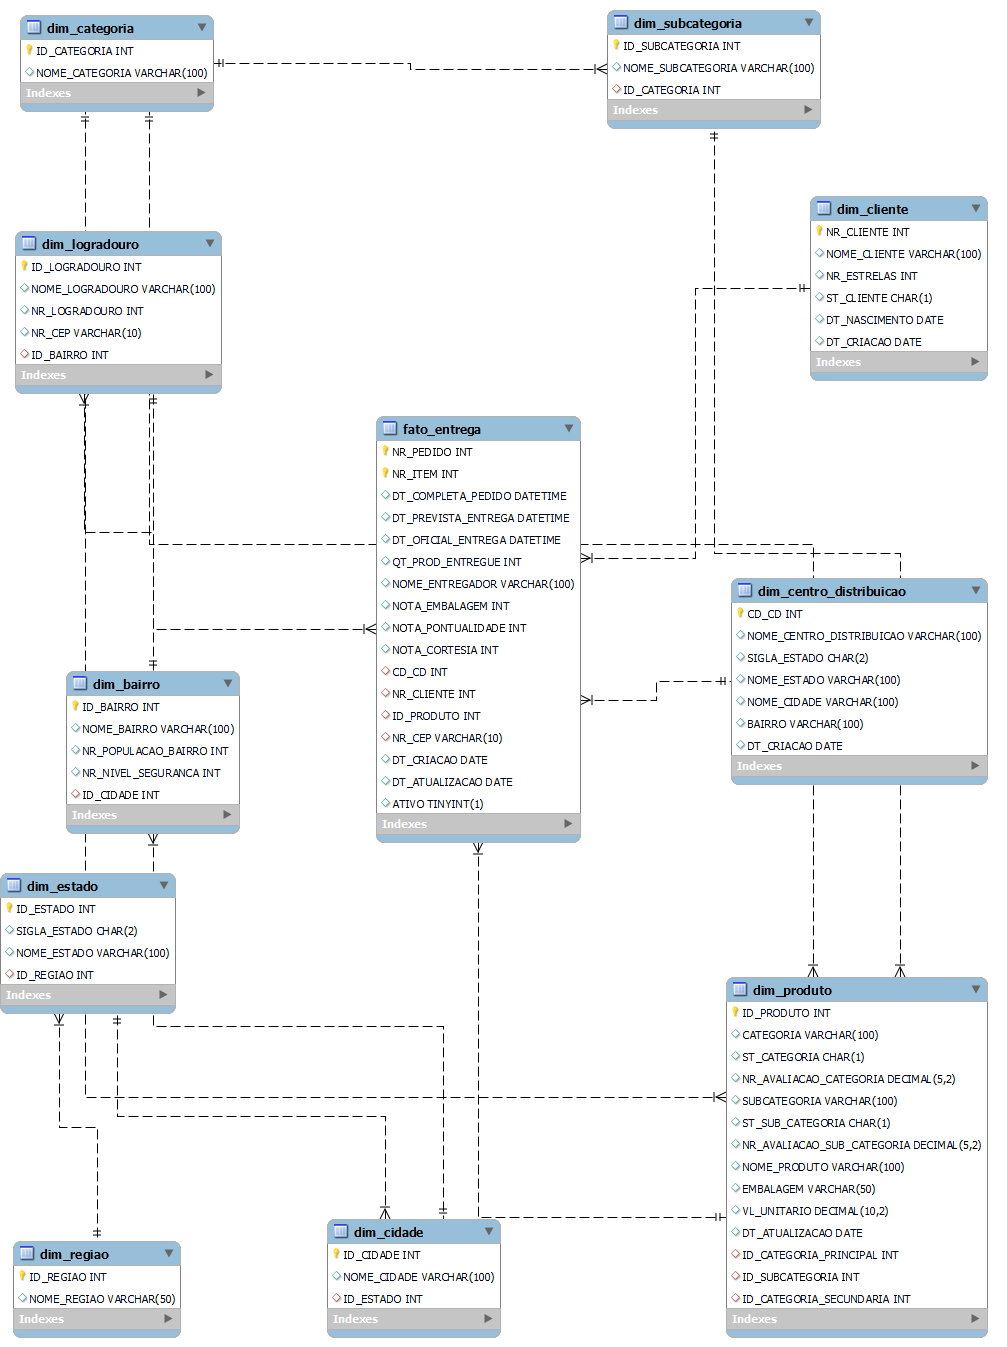 dim_categoria
ID_CATEGORIA INT
NOME_CATEGORIA VARCHAR(100)
Indexes
dim_subcategoria
ID_SUBCATEGORIA INT
NOME_SUBCATEGORIA VARCHAR(100)
ID_CATEGORIA INT
Indexes
dim_cliente
NR_CLIENTE INT
NOME_CLIENTE VARCHAR(100)
NR_ESTRELAS INT
ST_CLIENTE CHAR(1)
DT_NASCIMENTO DATE
DT_CRIACAO DATE
Indexes
dim_logradouro
ID_LOGRADOURO INT
NOME_LOGRADOURO VARCHAR(100)
NR_LOGRADOURO INT
NR_CEP VARCHAR(10)
ID_BAIRRO INT
Indexes
fato_entrega
NR_PEDIDO INT
NR_ITEM INT
DT_COMPLETA_PEDIDO DATETIME
DT_PREVISTA_ENTREGA DATETIME
DT_OFICIAL_ENTREGA DATETIME
QT_PROD_ENTREGUE INT
NOME_ENTREGADOR VARCHAR(100)
NOTA_EMBALAGEM INT
NOTA_PONTUALIDADE INT
NOTA_CORTESIA INT
CD_CD INT
NR_CLIENTE INT
ID_PRODUTO INT
NR_CEP VARCHAR(10)
DT_CRIACAO DATE
DT_ATUALIZACAO DATE
ATIVO TINYINT(1)
Indexes
dim_centro_distribuicao
CD_CD INT
NOME_CENTRO_DISTRIBUICAO VARCHAR(100)
SIGLA_ESTADO CHAR(2)
NOME_ESTADO VARCHAR(100)
NOME_CIDADE VARCHAR(100)
BAIRRO VARCHAR(100)
DT_CRIACAO DATE
Indexes
dim_bairro
ID_BAIRRO INT
NOME_BAIRRO VARCHAR(100)
NR_POPULACAO_BAIRRO INT
NR_NIVEL_SEGURANCA INT
ID_CIDADE INT
Indexes
dim_estado
ID_ESTADO INT
SIGLA_ESTADO CHAR(2)
NOME_ESTADO VARCHAR(100)
ID_REGIAO INT
Indexes
dim_produto
ID_PRODUTO INT
CATEGORIA VARCHAR(100)
ST_CATEGORIA CHAR(1)
NR_AVALIACAO_CATEGORIA DECIMAL(5,2)
SUBCATEGORIA VARCHAR(100)
ST_SUB_CATEGORIA CHAR(1)
NR_AVALIACAO_SUB_CATEGORIA DECIMAL(5,2)
NOME_PRODUTO VARCHAR(100)
EMBALAGEM VARCHAR(50)
VL_UNITARIO DECIMAL(10,2)
DT_ATUALIZACAO DATE
ID_CATEGORIA_PRINCIPAL INT
ID_SUBCATEGORIA INT
ID_CATEGORIA_SECUNDARIA INT
Indexes
dim_regiao
ID_REGIAO INT
NOME_REGIAO VARCHAR(50)
Indexes
dim_cidade
ID_CIDADE INT
NOME_CIDADE VARCHAR(100)
ID_ESTADO INT
Indexes